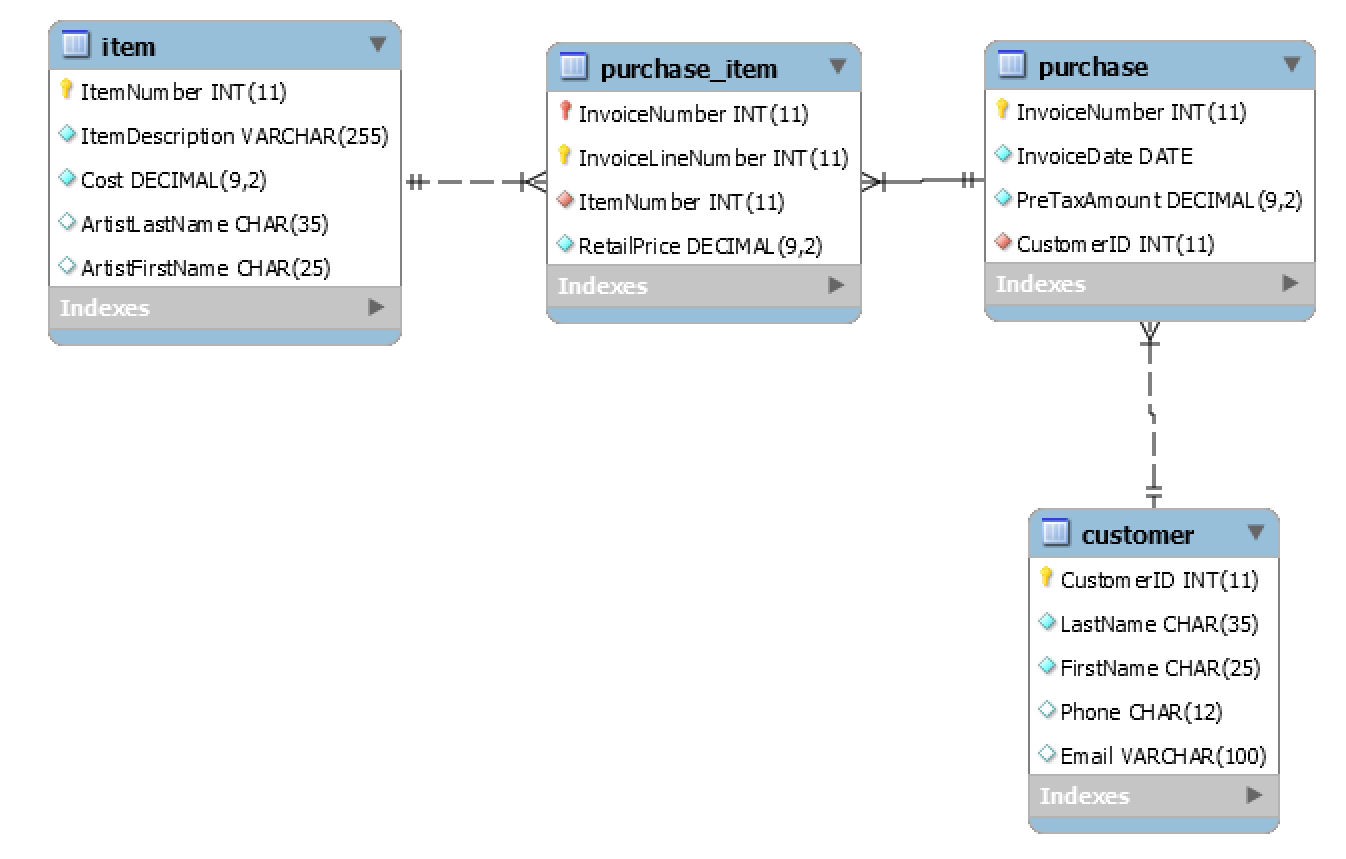 item
ItemNumber INT(11)
ItemDescription VARCHAR(255)
Cost DECIMAL(9,2)
ArtistLastName CHAR(35)
ArtistFirstName CHAR(25)
Indexes
purchase_item
InvoiceNumber INT(11)
InvoiceLineNumber INT(11)
ItemNumber INT(11)
RetailPrice DECIMAL(9,2)
Indexes
purchase
InvoiceNumber INT(11)
InvoiceDate DATE
PreTaxAmount DECIMAL(9,2)
CustomerID INT(11)
Indexes
customer
CustomerID INT(11)
LastName CHAR(35)
FirstName CHAR(25)
Phone CHAR(12)
Email VARCHAR(100)
Indexes